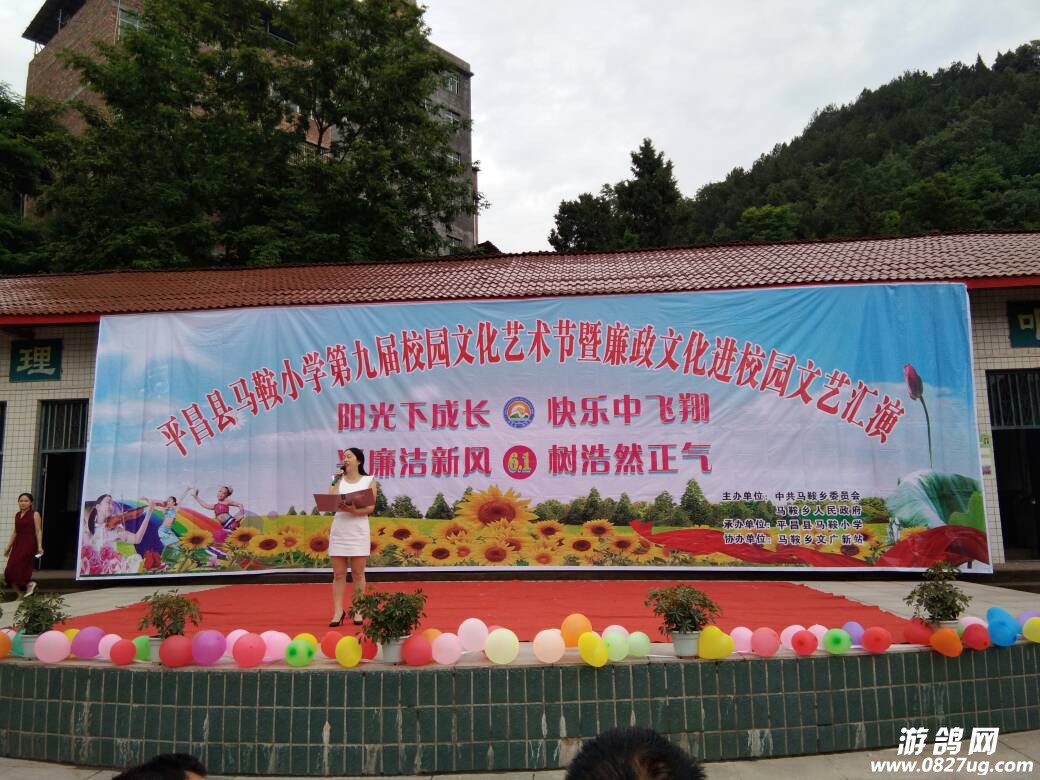 平昌县马鞍小学第九届校园文化艺术节暨廉政文化进校园文艺汇演
阳光下成长 快乐中飞翔
廉洁新风 6.1 树浩然正气
主办单位：中共马鞍乡委员会
马鞍乡人民政府
承办单位：平昌县马鞍小学
协办单位：马鞍乡文广新站
理
游鸽网
www.0827ug.com